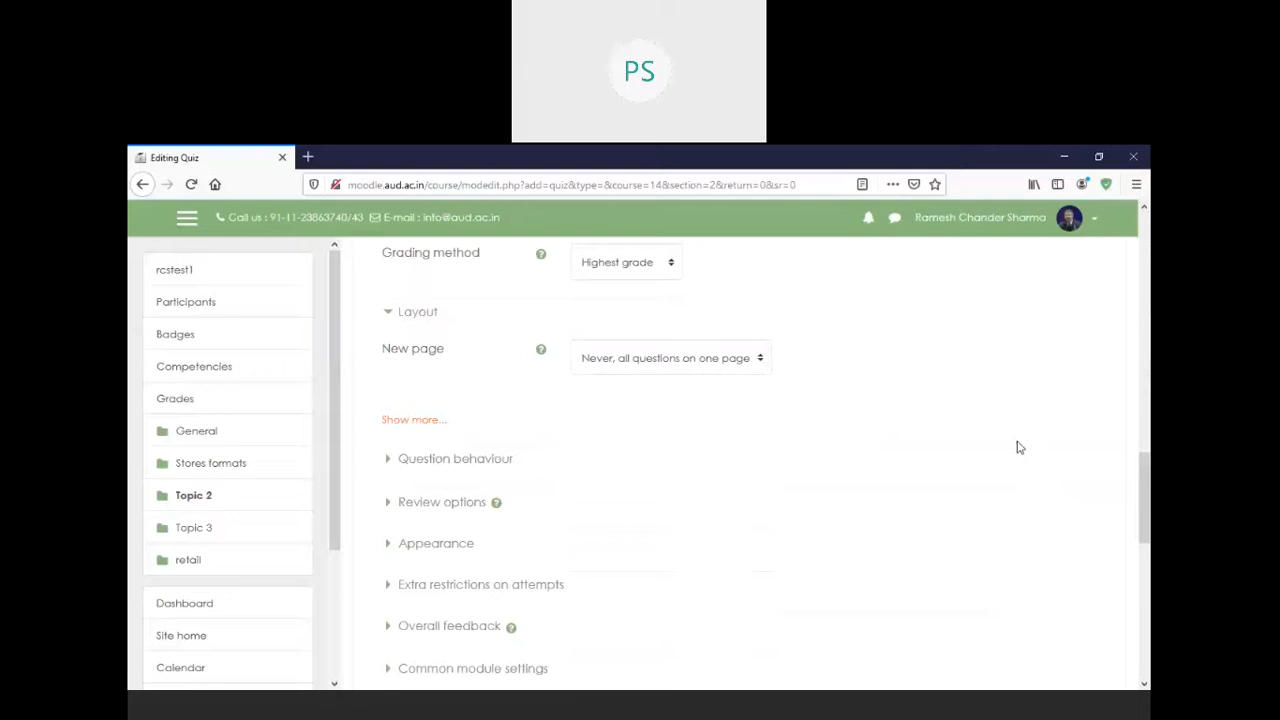 PS
Editing Quiz
moodle.aud.ac.in/course/modedit.php?add=quiz&type=&course=14&section=2&return=0&sr=0
Call us : 91-11-23863740/43 E-mail : info@aud.ac.in
Ramesh Chander Sharma
rcstest1
Participants
Badges
Competencies
Grades
General
Stores formats
Topic 2
Topic 3
retail
Dashboard
Site home
Calendar
Grading method
Highest grade
Layout
New page
Never, all questions on one page
Show more...
Question behaviour
Review options
Appearance
Extra restrictions on attempts
Overall feedback
Common module settings